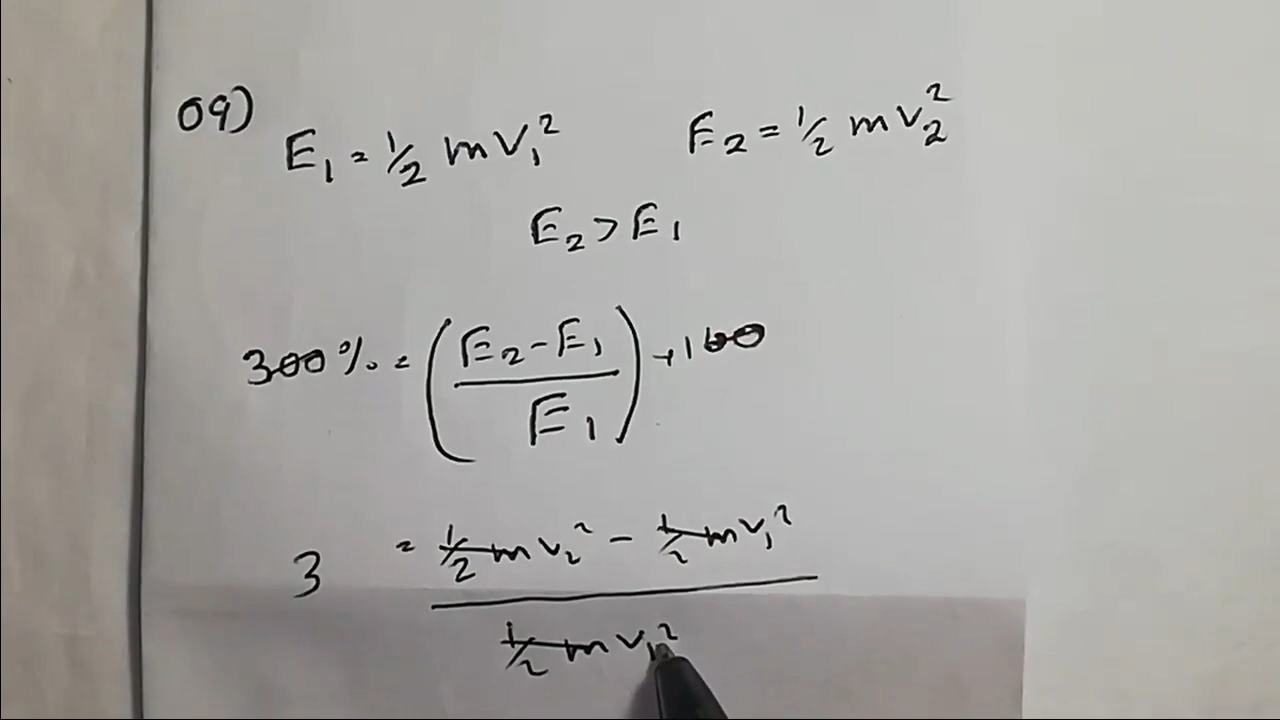 09)
E₁ = 1/2 mv₁² E₂ = 1/2 mv₂²
E₂ > E₁
300% = (E₂ - E₁ / E₁) × 100
3 = 1/2 mv₂² - 1/2 mv₁² / 1/2 mv₁²